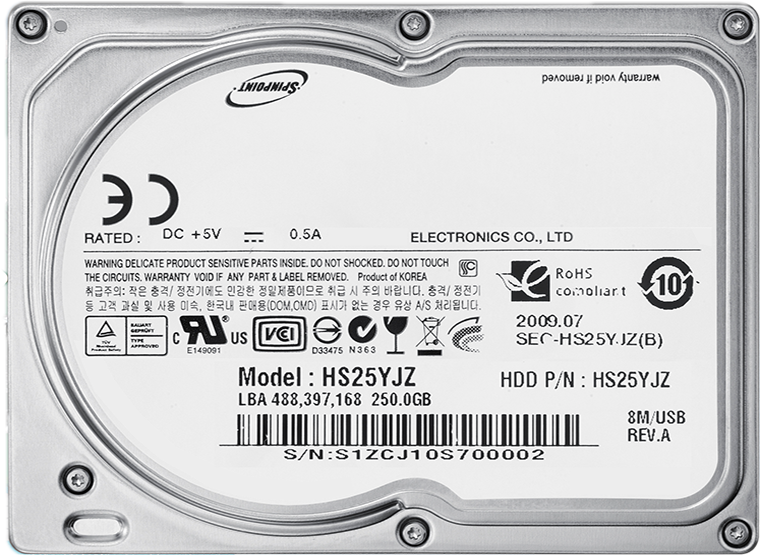 SPINPOINT
warranty void if removed
RATED : DC +5V 0.5A
ELECTRONICS CO., LTD
WARNING DELICATE PRODUCT SENSITIVE PARTS INSIDE. DO NOT SHOCKED. DO NOT TOUCH
THE CIRCUITS. WARRANTY VOID IF ANY PART & LABEL REMOVED. Product of KOREA
취급주의: 작은 충격/ 정전기에도 민감한 정밀제품이므로 취급 시 주의 바랍니다. 충격/ 정전기
등 고객 과실 및 사용 미숙, 한국내 판매용(DOM,OMD) 표시가 없는 경우 유상 A/S 처리됩니다.
RoHS
compliant
10
2009.07
SEC-HS25YJZ(B)
BAUART
GEPRÜFT
TYPE
APPROVED
c RU ® US
E149091
VCI
D33475
N363
Model : HS25YJZ
HDD P/N : HS25YJZ
LBA 488,397,168 250.0GB
8M/USB
REV.A
S/N:S1ZCJ10S700002